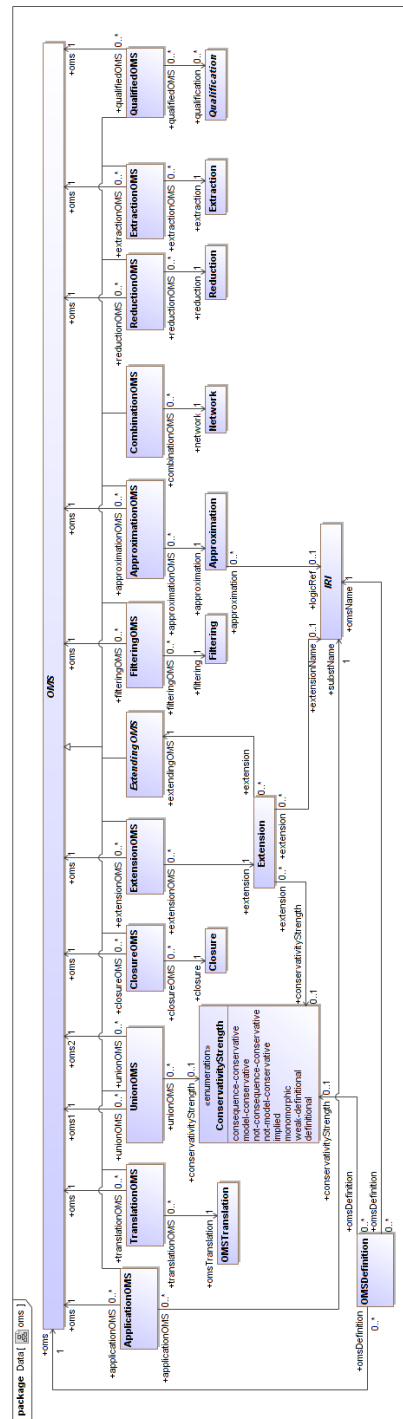 package Data[ oms ]
OMS
+oms
1
+oms 1
+applicationOMS 0..*
ApplicationOMS
+applicationOMS 0..*
+oms 1
+translationOMS 0..*
TranslationOMS
+translationOMS 0..*
+omsTranslation 1
OMSTranslation
+oms1 1
+unionOMS 0..*
+oms2 1
+unionOMS 0..*
UnionOMS
+unionOMS 0..*
+conservativityStrength 0..1
«enumeration»
ConservativityStrength
consequence-conservative
model-conservative
not-consequence-conservative
not-model-conservative
implied
monomorphic
weak-definitional
definitional
+oms 1
+closureOMS 0..*
ClosureOMS
+closureOMS 0..*
+closure 1
Closure
+oms 1
+extensionOMS 0..*
ExtensionOMS
+extensionOMS 0..*
+extension 1
Extension
+extension 0..*
+conservativityStrength
0..1
+extension
0..*
+extension
0..*
ExtendingOMS
+extendingOMS 1
+oms 1
+filteringOMS 0..*
FilteringOMS
+filteringOMS 0..*
+filtering 1
Filtering
+oms 1
+approximationOMS 0..*
ApproximationOMS
+approximationOMS 0..*
+approximation 1
Approximation
+approximation 0..*
+logicRef 0..1
+extensionName 0..1
+substName
1
IRI
+omsName
1
CombinationOMS
+combinationOMS 0..*
+network 1
Network
+oms 1
+reductionOMS 0..*
ReductionOMS
+reductionOMS 0..*
+reduction 1
Reduction
+oms 1
+extractionOMS 0..*
ExtractionOMS
+extractionOMS 0..*
+extraction 1
Extraction
+oms 1
+qualifiedOMS 0..*
QualifiedOMS
+qualifiedOMS 0..*
+qualification 0..*
Qualification
+conservativityStrength 0..1
+omsDefinition
0..*
+omsDefinition
0..*
OMSDefinition
+omsDefinition
0..*